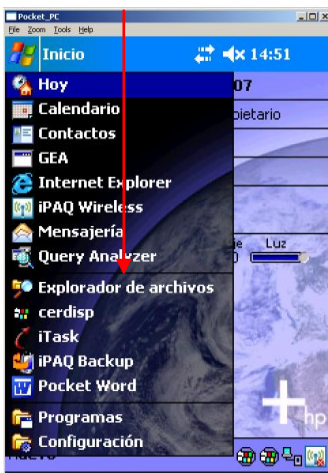 Pocket_PC
File Zoom Tools Help
Inicio 14:51
Hoy
07
Calendario
pietario
Contactos
GEA
Internet Explorer
iPAQ Wireless
Mensajería
Luz
Query Analyzer
Explorador de archivos
cerdisp
iTask
iPAQ Backup
Pocket Word
hp
Programas
Configuración
Nuevo